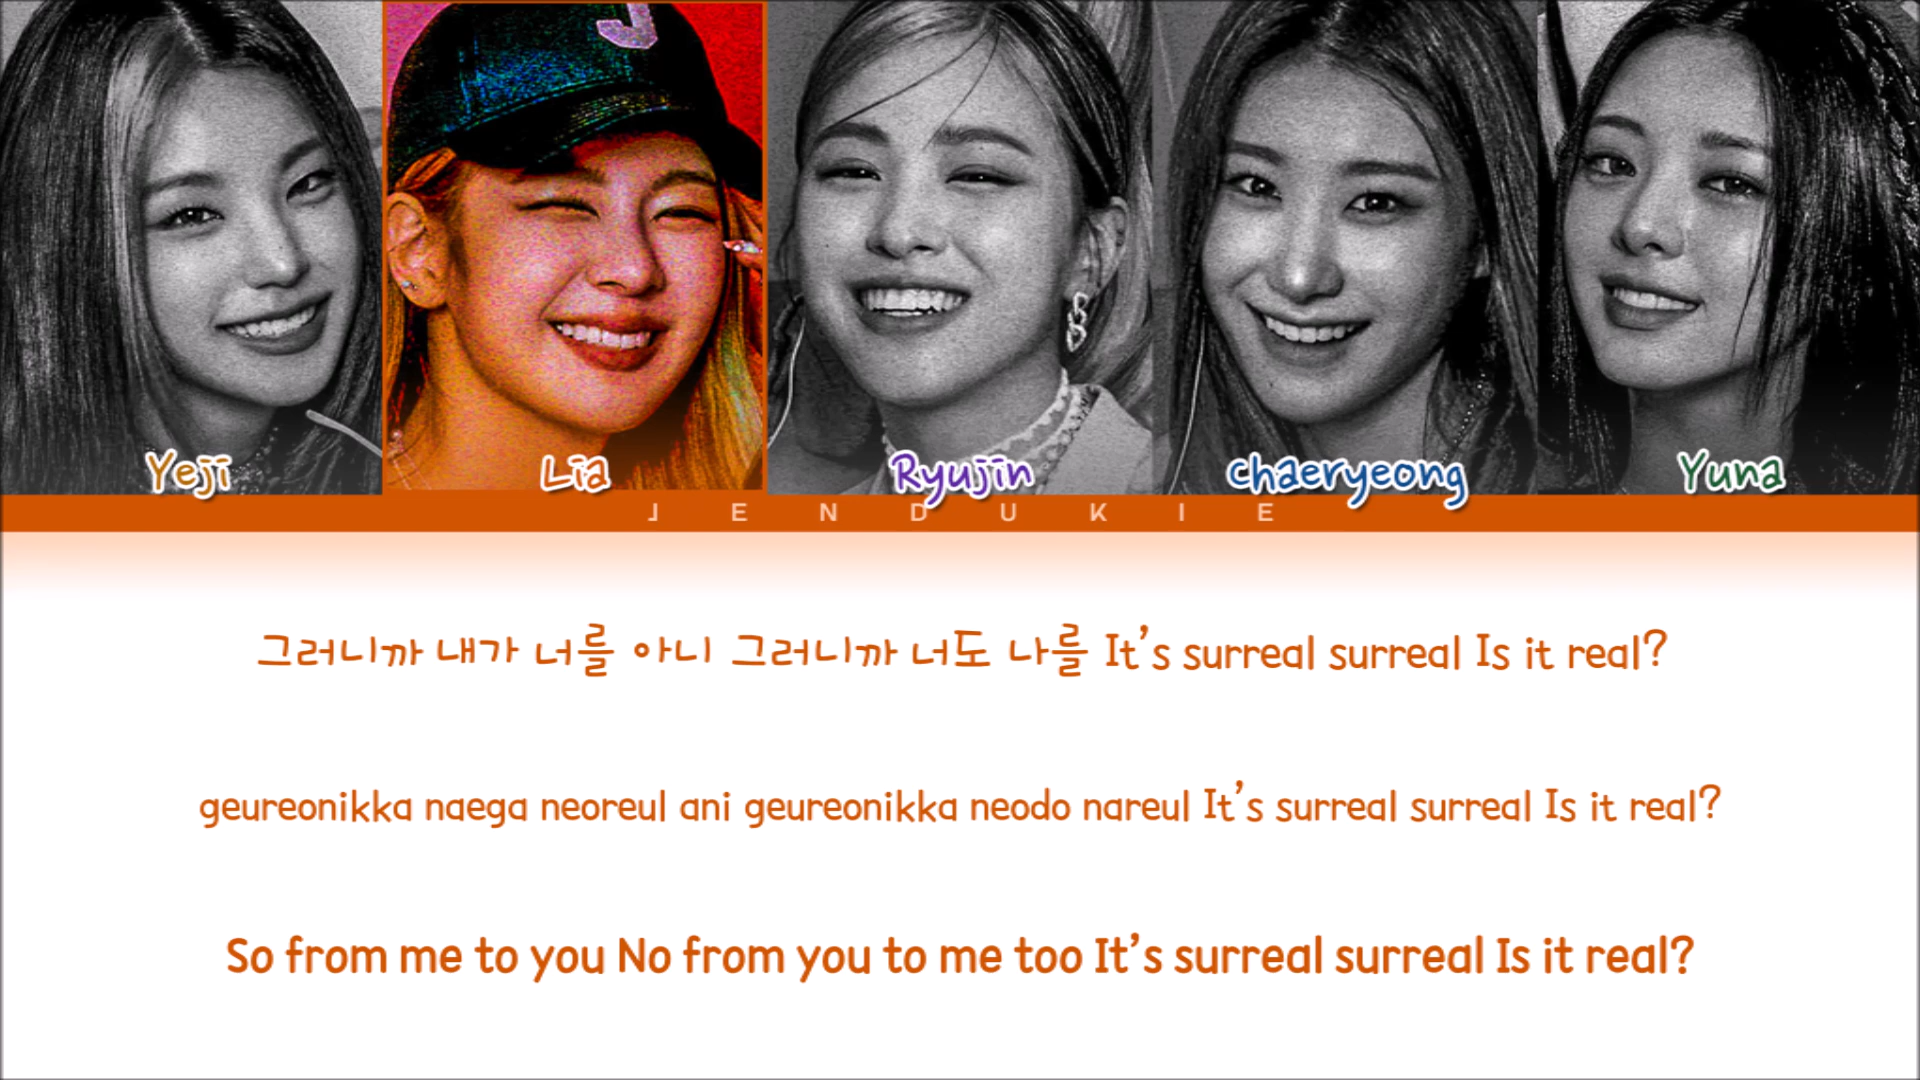 J
Yeji
Lia
Ryujin
chaeryeong
Yuna
JENDUKIE
그러니까 내가 너를 아니 그러니까 너도 나를 It's surreal surreal Is it real?
geureonikka naega neoreul ani geureonikka neodo nareul It's surreal surreal Is it real?
So from me to you No from you to me too It's surreal surreal Is it real?